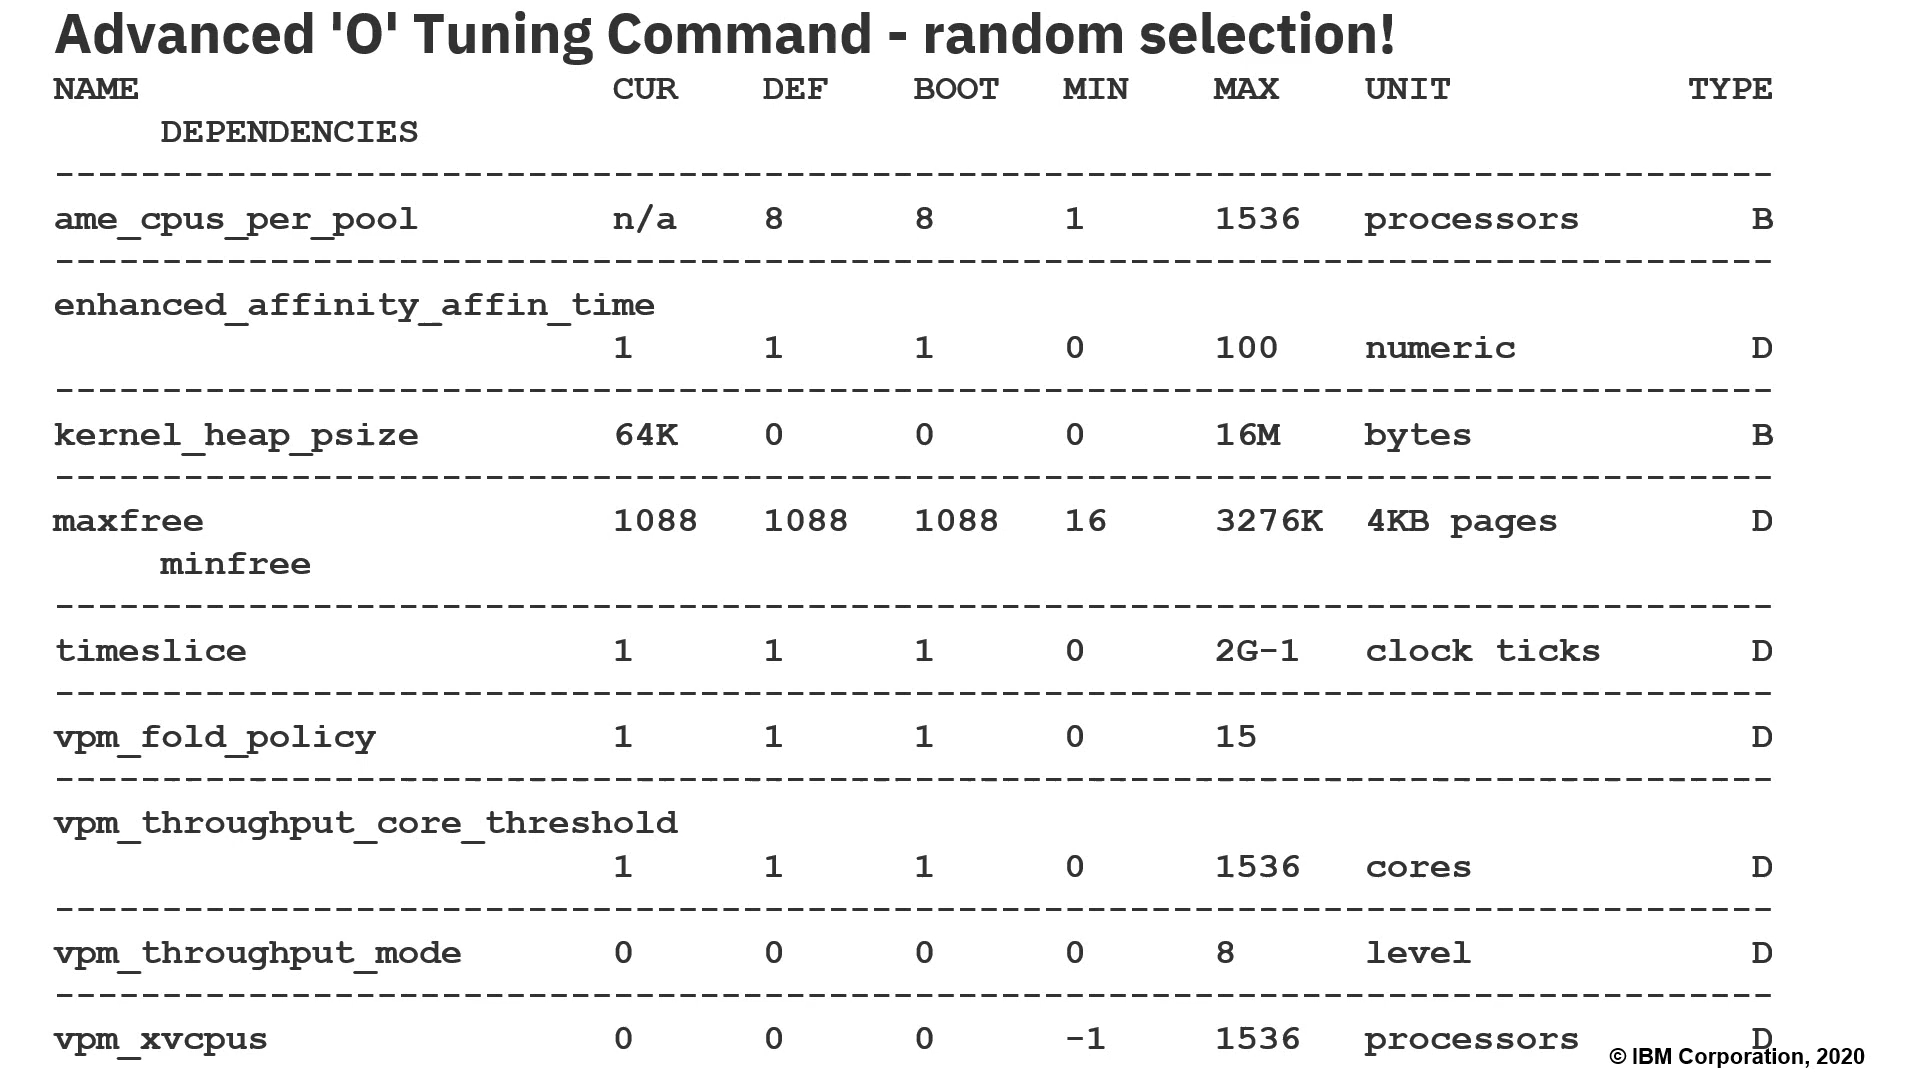 Advanced 'O' Tuning Command - random selection!
NAME CUR DEF BOOT MIN MAX UNIT TYPE
DEPENDENCIES
--------------------------------------------------------------------------------
ame_cpus_per_pool n/a 8 8 1 1536 processors B
--------------------------------------------------------------------------------
enhanced_affinity_affin_time
1 1 1 0 100 numeric D
--------------------------------------------------------------------------------
kernel_heap_psize 64K 0 0 0 16M bytes B
--------------------------------------------------------------------------------
maxfree 1088 1088 1088 16 3276K 4KB pages D
minfree
--------------------------------------------------------------------------------
timeslice 1 1 1 0 2G-1 clock ticks D
--------------------------------------------------------------------------------
vpm_fold_policy 1 1 1 0 15 D
--------------------------------------------------------------------------------
vpm_throughput_core_threshold
1 1 1 0 1536 cores D
--------------------------------------------------------------------------------
vpm_throughput_mode 0 0 0 0 8 level D
--------------------------------------------------------------------------------
vpm_xvcpus 0 0 0 -1 1536 processors D
© IBM Corporation, 2020